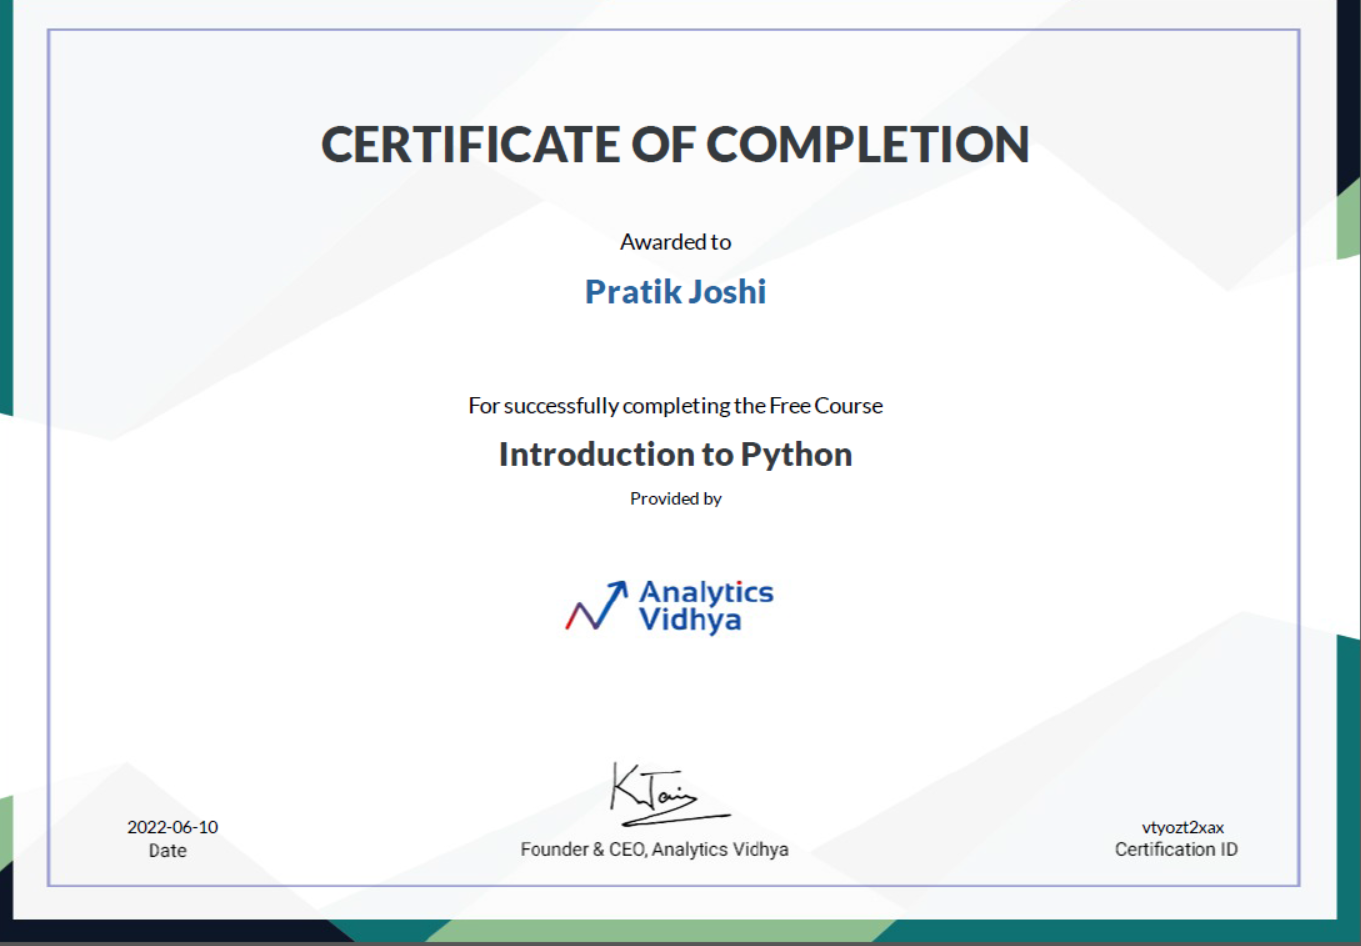 CERTIFICATE OF COMPLETION
Awarded to
Pratik Joshi
For successfully completing the Free Course
Introduction to Python
Provided by
Analytics
Vidhya
K Jain
2022-06-10
Date
Founder & CEO, Analytics Vidhya
vtyozt2xax
Certification ID